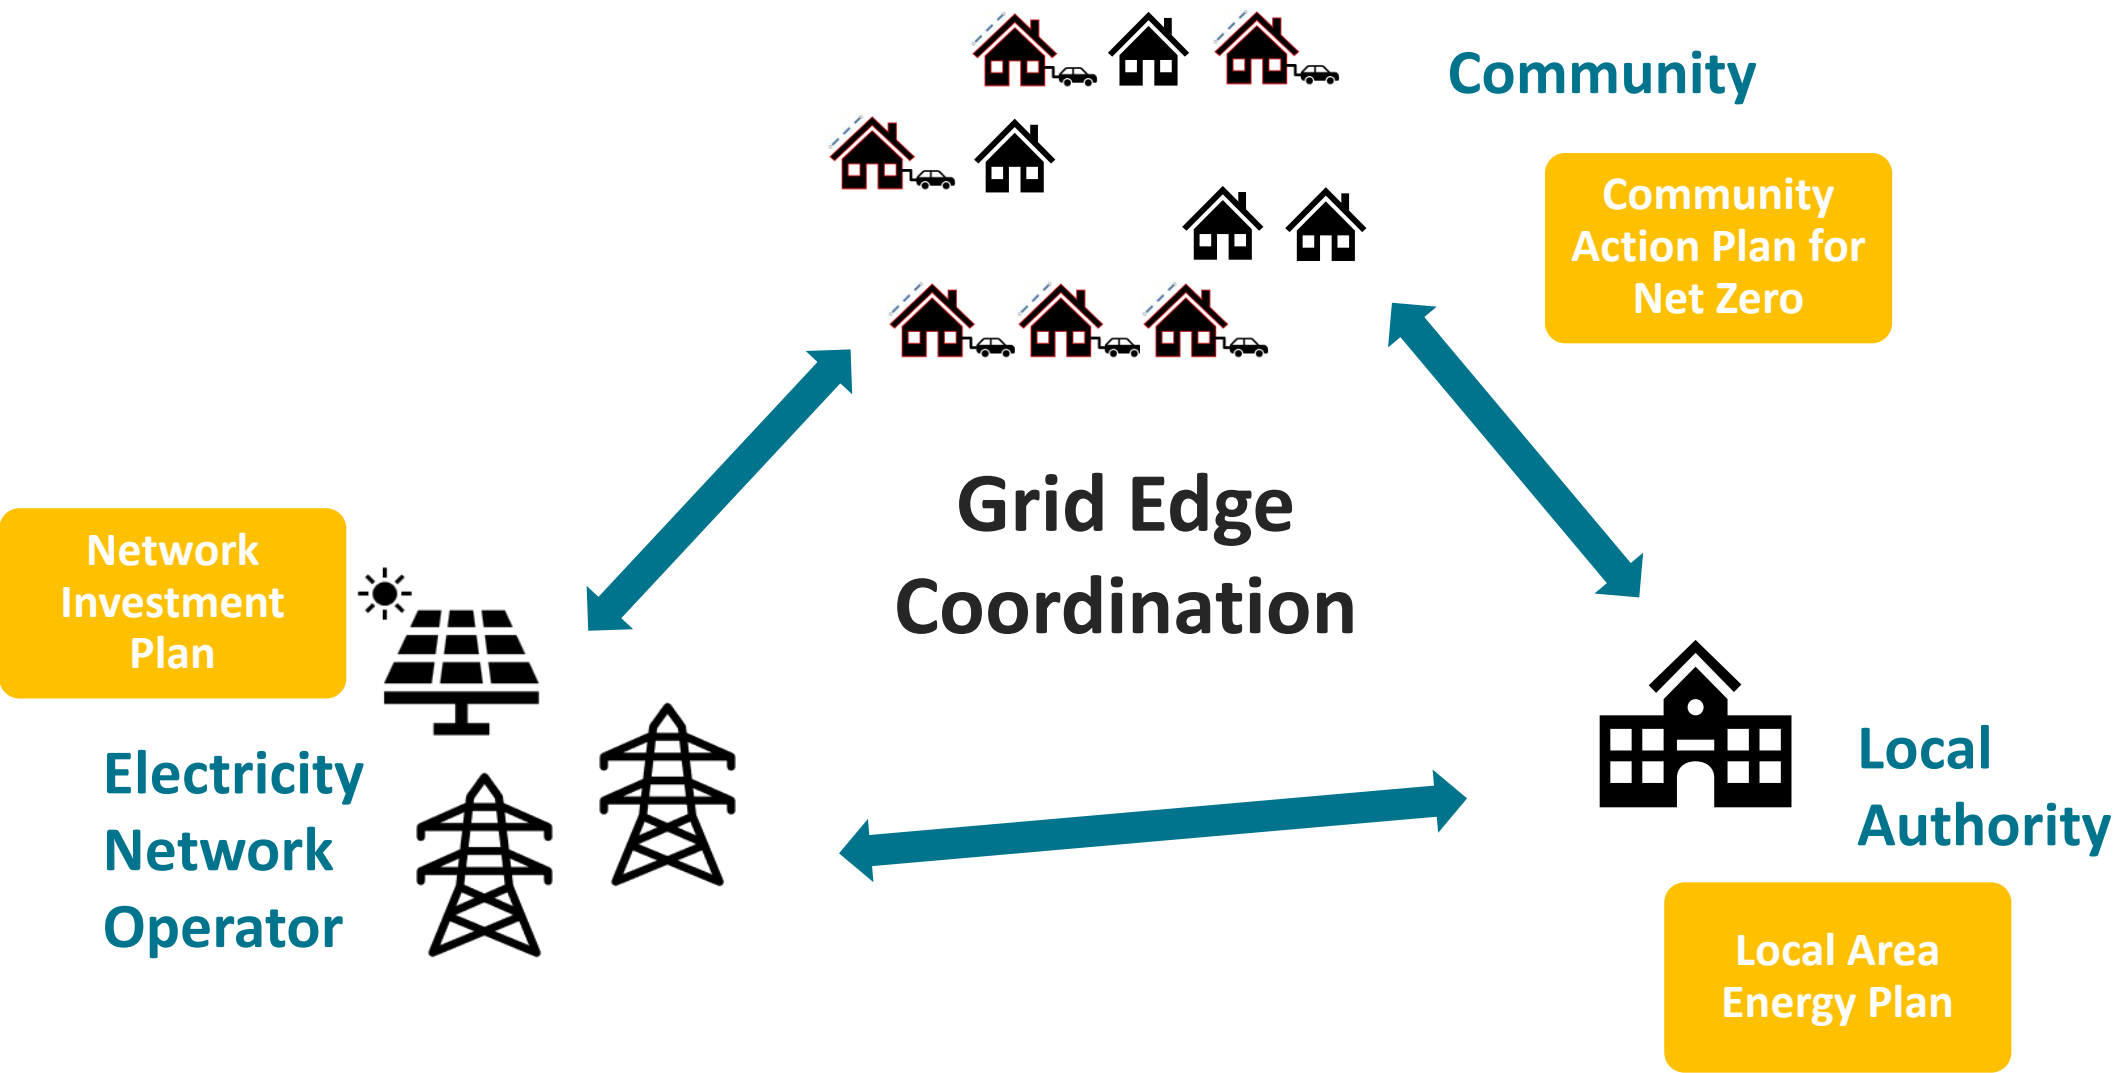 Community
Community
Action Plan for
Net Zero
Grid Edge
Coordination
Network
Investment
Plan
Electricity
Network
Operator
Local
Authority
Local Area
Energy Plan